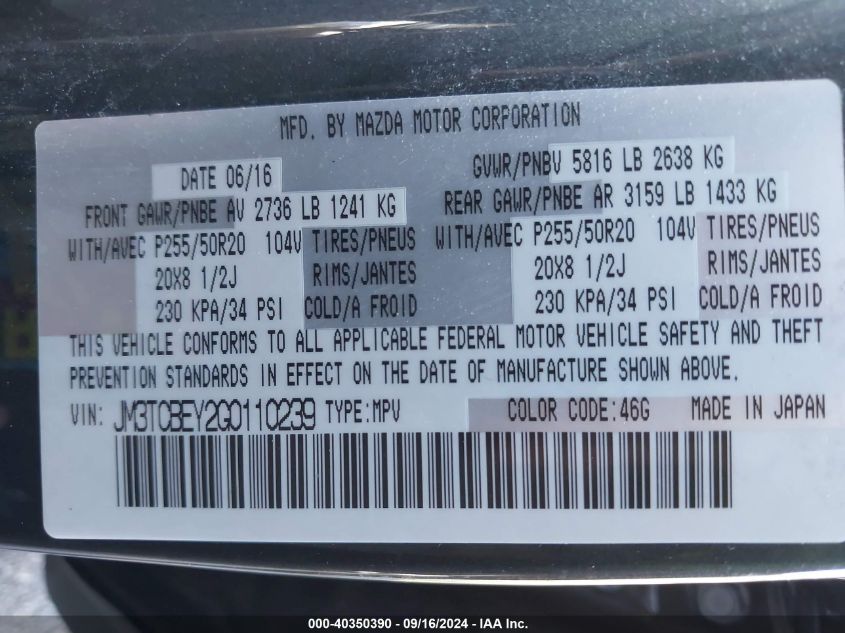 MFD. BY MAZDA MOTOR CORPORATION
DATE 06/16 GVWR/PNBV 5816 LB 2638 KG
FRONT GAWR/PNBE AV 2736 LB 1241 KG REAR GAWR/PNBE AR 3159 LB 1433 KG
WITH/AVEC P255/50R20 104V TIRES/PNEUS WITH/AVEC P255/50R20 104V TIRES/PNEUS
20X8 1/2J RIMS/JANTES 20X8 1/2J RIMS/JANTES
230 KPA/34 PSI COLD/A FROID 230 KPA/34 PSI COLD/A FROID
THIS VEHICLE CONFORMS TO ALL APPLICABLE FEDERAL MOTOR VEHICLE SAFETY AND THEFT
PREVENTION STANDARDS IN EFFECT ON THE DATE OF MANUFACTURE SHOWN ABOVE.
VIN: JM3TCBEY2G0110239 TYPE:MPV COLOR CODE:46G MADE IN JAPAN
000-40350390 - 09/16/2024 - IAA Inc.